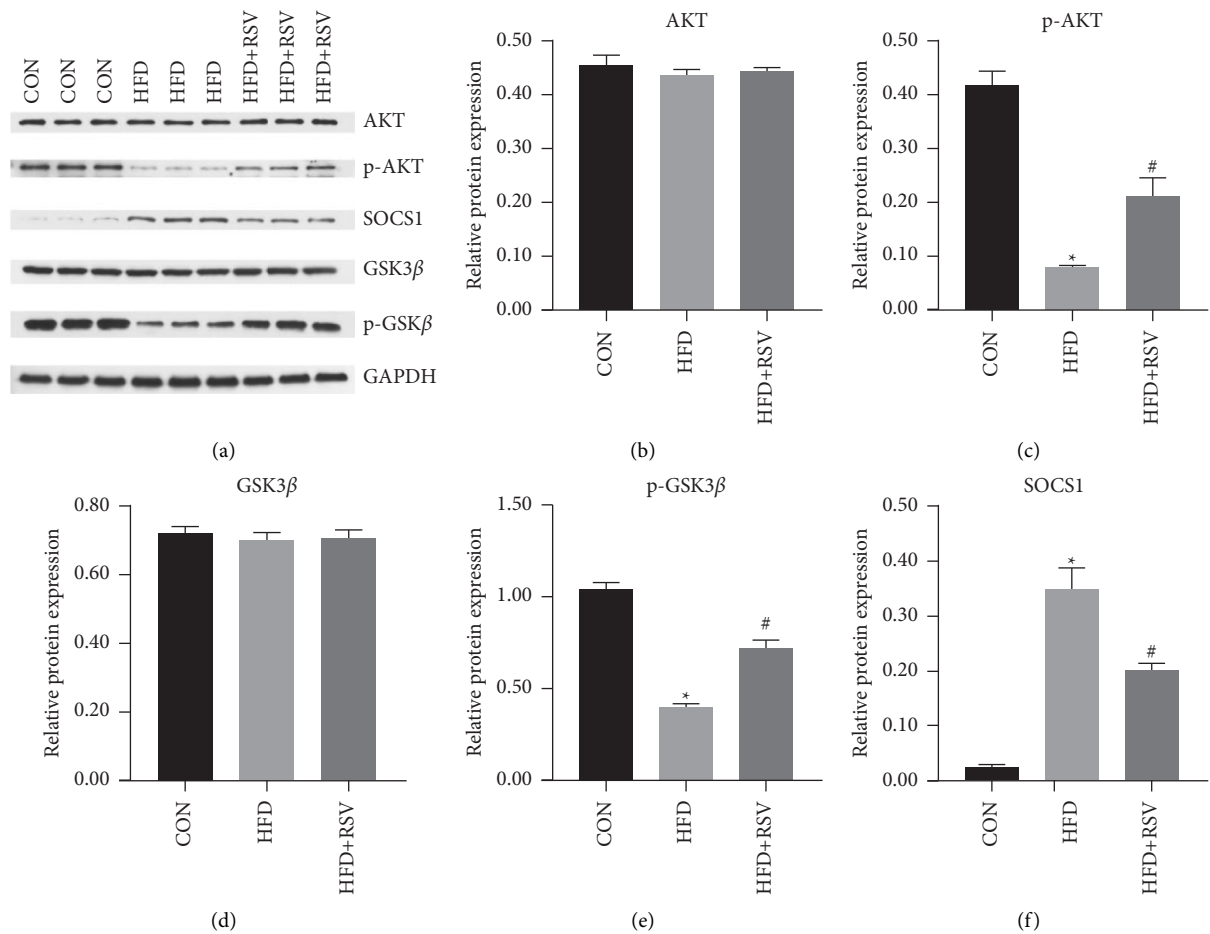 CON CON CON HFD HFD HFD HFD+RSV HFD+RSV HFD+RSV
AKT
p-AKT
SOCS1
GSK3β
p-GSKβ
GAPDH
(a)
AKT
Relative protein expression
0.50
0.40
0.30
0.20
0.10
0.00
CON HFD HFD+RSV
(b)
p-AKT
Relative protein expression
0.50
0.40
0.30
0.20
0.10
0.00
*
#
CON HFD HFD+RSV
(c)
GSK3β
Relative protein expression
0.80
0.60
0.40
0.20
0.00
CON HFD HFD+RSV
(d)
p-GSK3β
Relative protein expression
1.50
1.00
0.50
0.00
*
#
CON HFD HFD+RSV
(e)
SOCS1
Relative protein expression
0.50
0.40
0.30
0.20
0.10
0.00
*
#
CON HFD HFD+RSV
(f)